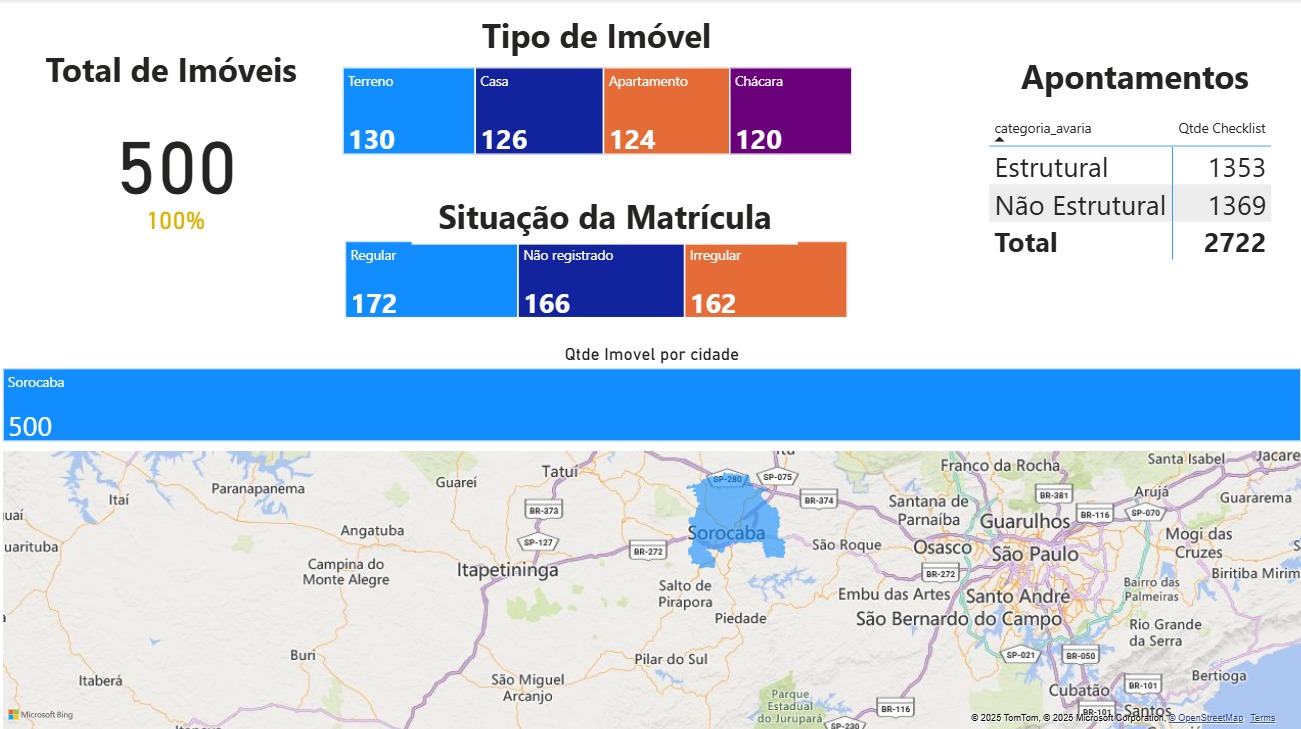 Tipo de Imóvel
Total de Imóveis
500
100%
Terreno
130
Casa
126
Apartamento
124
Chácara
120
Situação da Matrícula
Regular
172
Não registrado
166
Irregular
162
Apontamentos
categoria_avaria Qtde Checklist
Estrutural 1353
Não Estrutural 1369
Total 2722
Qtde Imovel por cidade
Sorocaba
500
Tatuí
Guareí
Paranapanema
Itaí
Angatuba
Campina do
Monte Alegre
Itapetininga
BR-373
SP-127
BR-272
SP-280
SP-075
BR-374
Sorocaba
São Roque
Salto de
Pirapora
Piedade
Pilar do Sul
São Miguel
Arcanjo
Buri
Itaberá
Franco da Rocha
Santa Isabel
BR-381
Arujá
Guararema
Santana de
Parnaíba
Guarulhos
BR-116
SP-070
Osasco
São Paulo
Mogi das
Cruzes
BR-272
Embu das Artes
Santo André
Bairro das
Palmeiras
Biritiba Mirim
São Bernardo do Campo
Rio Grande
da Serra
SP-021
BR-050
Bertioga
Cubatão
BR-101
Parque
Estadual
do Jurupará
BR-116
SP-230
BR-101
Santos
Microsoft Bing
© 2025 TomTom, © 2025 Microsoft Corporation, © OpenStreetMap Terms